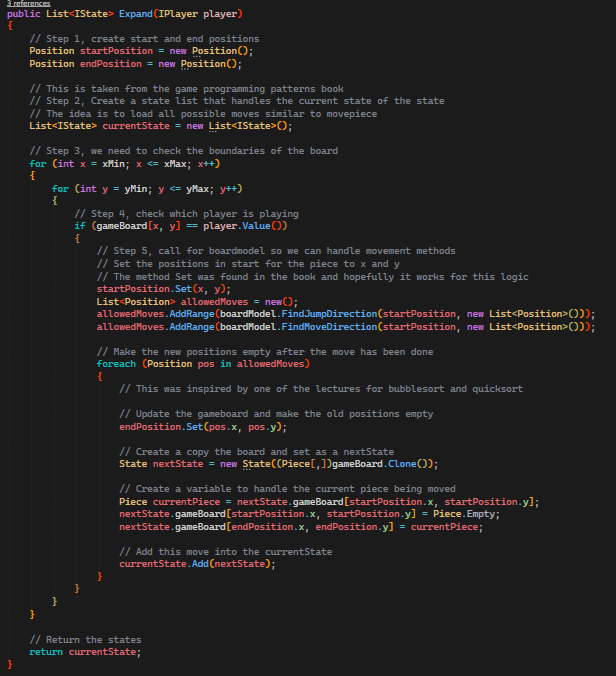 3 references
public List<IState> Expand(IPlayer player)
{
// Step 1, create start and end positions
Position startPosition = new Position();
Position endPosition = new Position();
// This is taken from the game programming patterns book
// Step 2, Create a state list that handles the current state of the state
// The idea is to load all possible moves similar to movepiece
List<IState> currentState = new List<IState>();
// Step 3, we need to check the boundaries of the board
for (int x = xMin; x <= xMax; x++)
{
for (int y = yMin; y <= yMax; y++)
{
// Step 4, check which player is playing
if (gameBoard[x, y] == player.Value())
{
// Step 5, call for boardmodel so we can handle movement methods
// Set the positions in start for the piece to x and y
// The method Set was found in the book and hopefully it works for this logic
startPosition.Set(x, y);
List<Position> allowedMoves = new();
allowedMoves.AddRange(boardModel.FindJumpDirection(startPosition, new List<Position>()));
allowedMoves.AddRange(boardModel.FindMoveDirection(startPosition, new List<Position>()));
// Make the new positions empty after the move has been done
foreach (Position pos in allowedMoves)
{
// This was inspired by one of the lectures for bubblesort and quicksort
// Update the gameboard and make the old positions empty
endPosition.Set(pos.x, pos.y);
// Create a copy the board and set as a nextState
State nextState = new State((Piece[,])gameBoard.Clone());
// Create a variable to handle the current piece being moved
Piece currentPiece = nextState.gameBoard[startPosition.x, startPosition.y];
nextState.gameBoard[startPosition.x, startPosition.y] = Piece.Empty;
nextState.gameBoard[endPosition.x, endPosition.y] = currentPiece;
// Add this move into the currentState
currentState.Add(nextState);
}
}
}
}
// Return the states
return currentState;
}